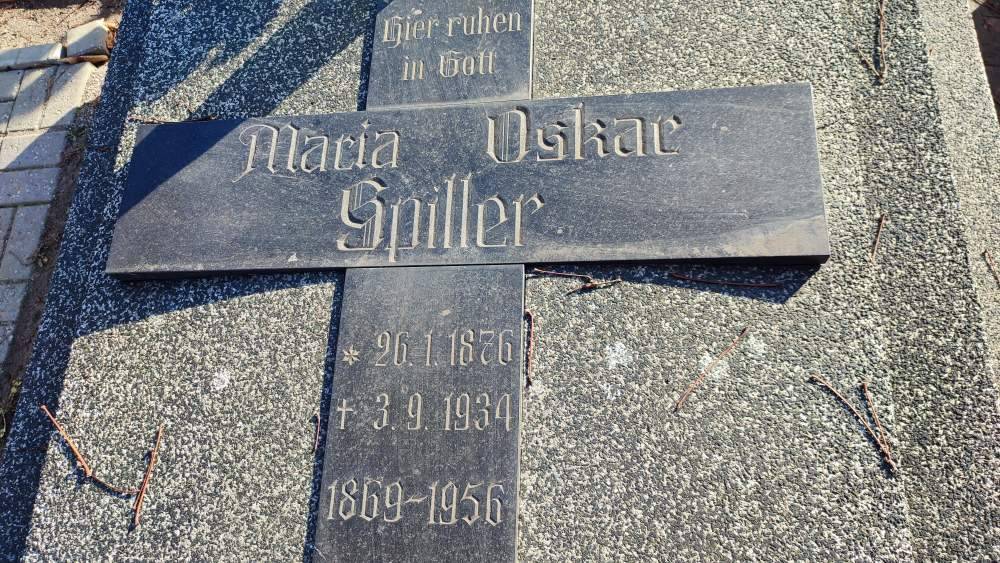 Hier ruhen
in Gott
Maria Oskar
Spiller
* 26. 1. 1876
† 3. 9. 1934
1869-1956